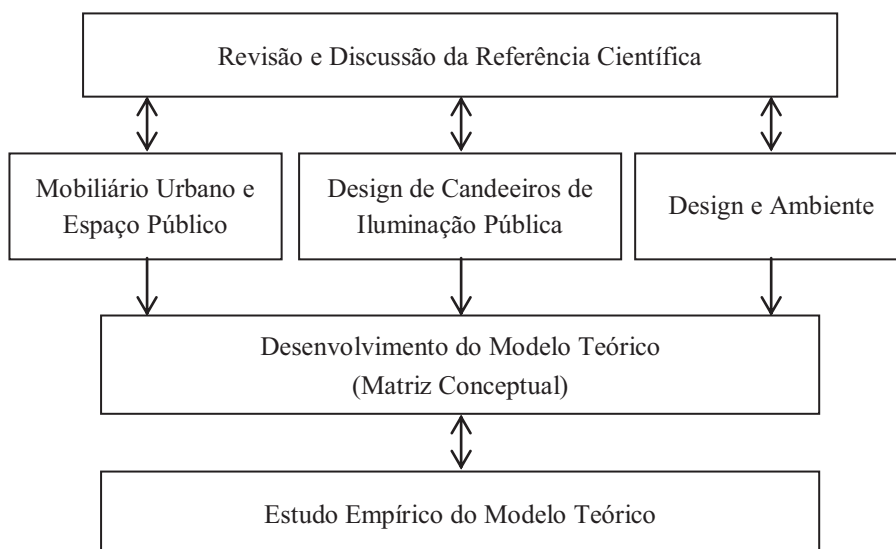 Revisão e Discussão da Referência Científica
Mobiliário Urbano e
Espaço Público
Design de Candeeiros de
Iluminação Pública
Design e Ambiente
Desenvolvimento do Modelo Teórico
(Matriz Conceptual)
Estudo Empírico do Modelo Teórico